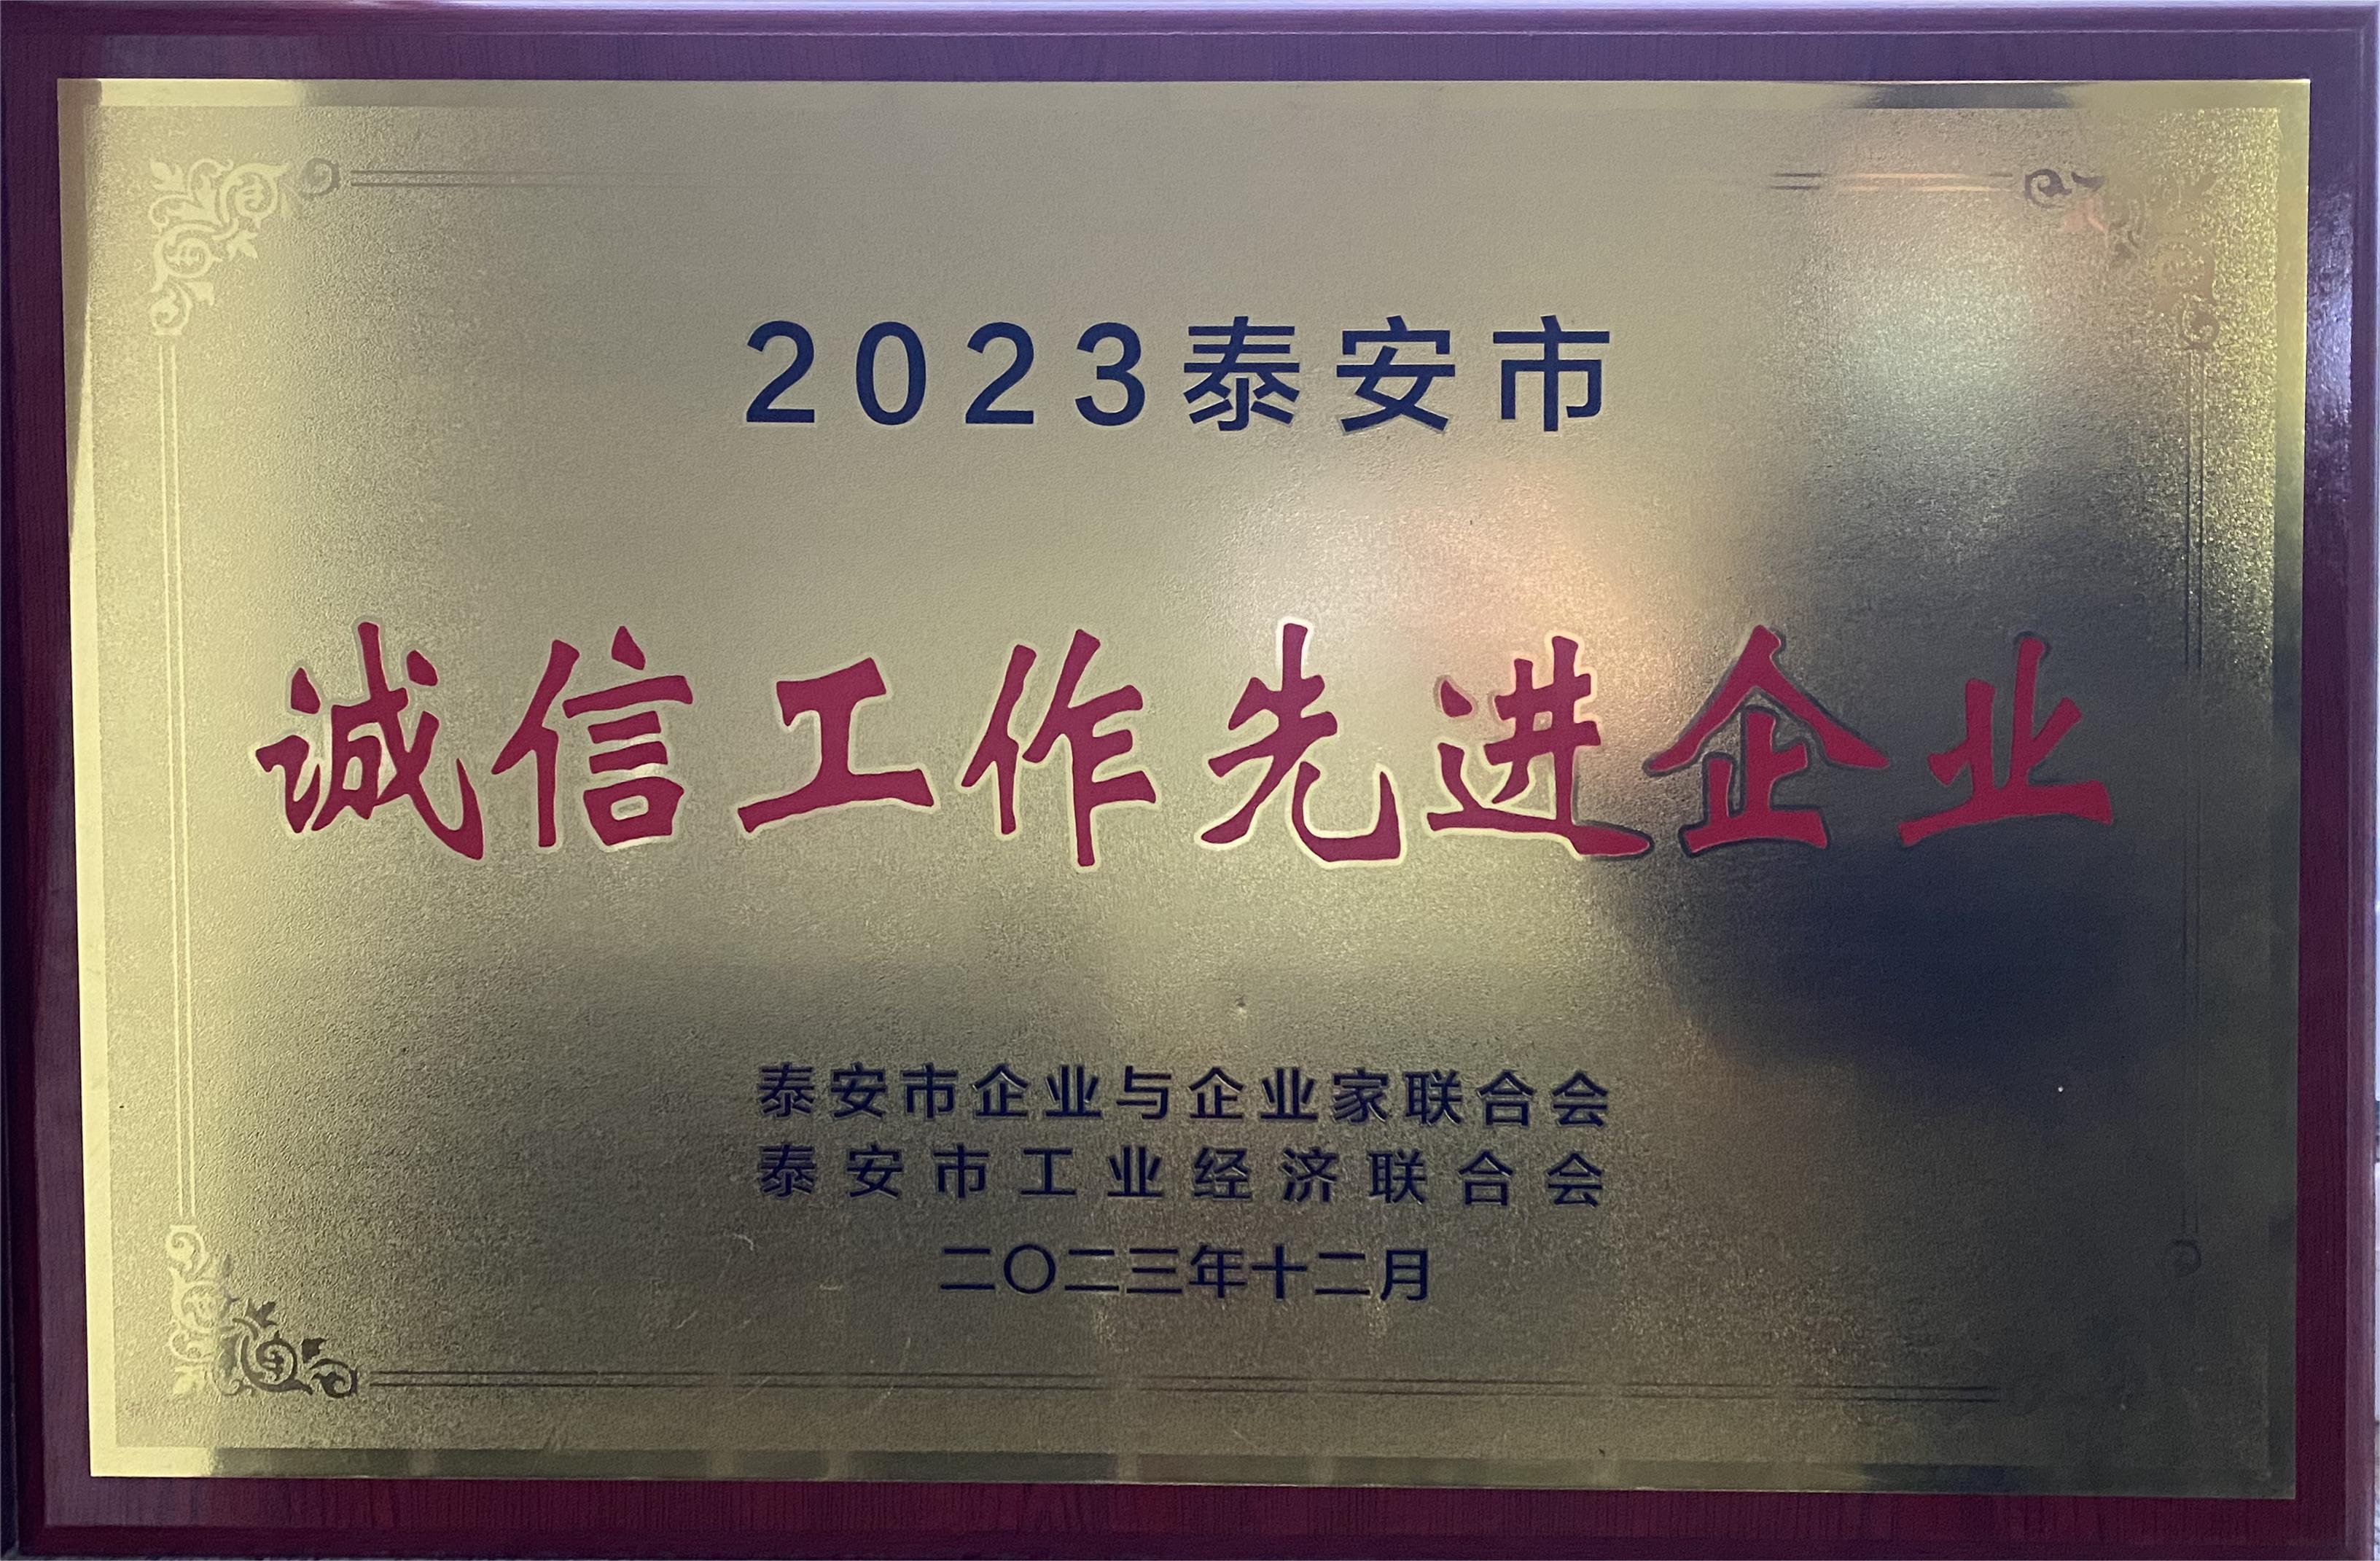 2023泰安市
诚信工作先进企业
泰安市企业与企业家联合会
泰安市工业经济联合会
二〇二三年十二月